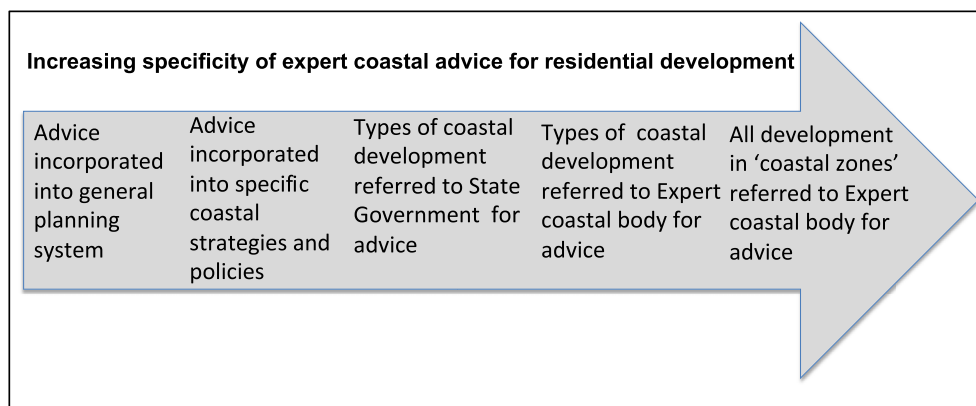 Increasing specificity of expert coastal advice for residential development
Advice
incorporated
into general
planning
system
Advice
incorporated
into specific
coastal
strategies and
policies
Types of coastal
development
referred to State
Government for
advice
Types of coastal
development
referred to Expert
coastal body for
advice
All development
in ‘coastal zones’
referred to Expert
coastal body for
advice